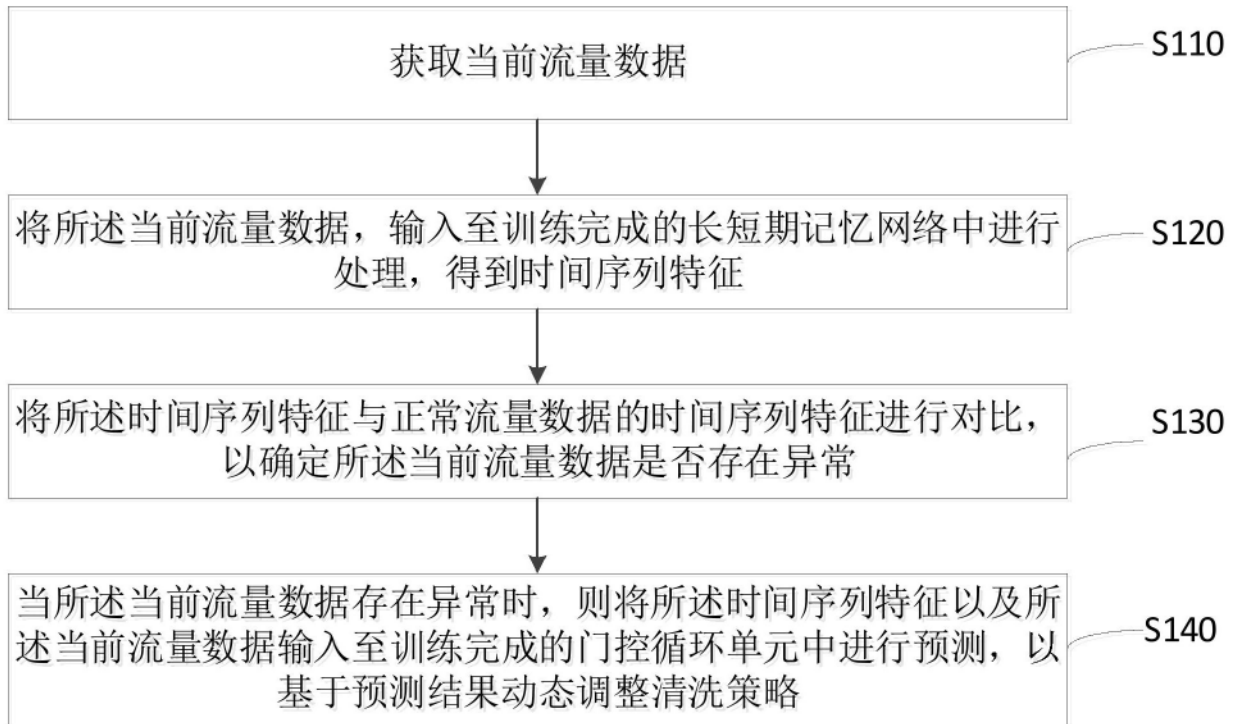 获取当前流量数据
S110
将所述当前流量数据，输入至训练完成的长短期记忆网络中进行
处理，得到时间序列特征
S120
将所述时间序列特征与正常流量数据的时间序列特征进行对比，
以确定所述当前流量数据是否存在异常
S130
当所述当前流量数据存在异常时，则将所述时间序列特征以及所
述当前流量数据输入至训练完成的门控循环单元中进行预测，以
基于预测结果动态调整清洗策略
S140